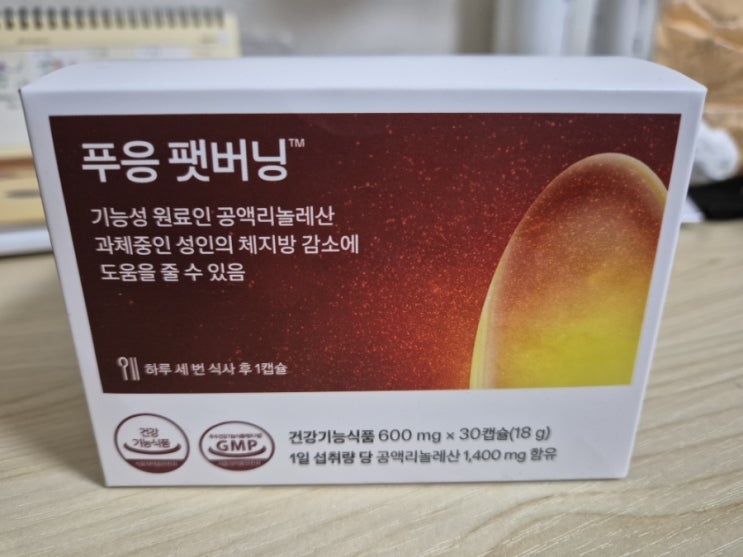 푸응 팻버닝™
기능성 원료인 공액리놀레산
과체중인 성인의 체지방 감소에
도움을 줄 수 있음
하루 세 번 식사 후 1캡슐
건강
기능식품
GMP
건강기능식품 600 mg × 30캡슐(18 g)
1일 섭취량 당 공액리놀레산 1,400 mg 함유